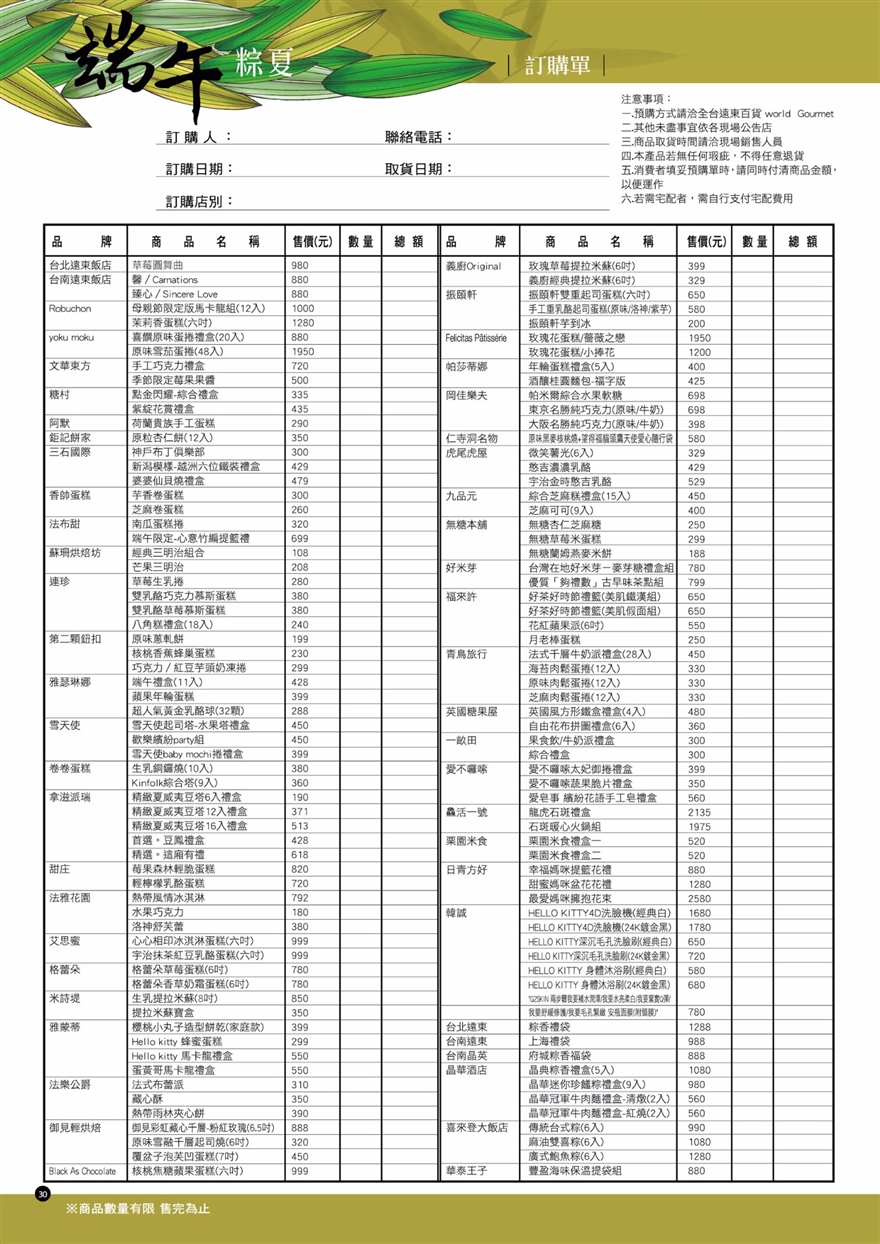 端午 粽夏
訂購單
注意事項：
一.預購方式請洽全台遠東百貨 world Gourmet
二.其他未盡事宜依各現場公告店
三.商品取貨時間請洽現場銷售人員
四.本產品若無任何瑕疵，不得任意退貨
五.消費者填妥預購單時，請同時付清商品金額，
以便運作
六.若需宅配者，需自行支付宅配費用
訂購人： 聯絡電話：
訂購日期： 取貨日期：
訂購店別：
品牌 商品名稱 售價(元) 數量 總額
台北遠東飯店 草莓圓舞曲 980
台南遠東飯店 馨／Carnations 880
臻心／Sincere Love 880
Robuchon 母親節限定版馬卡龍組(12入) 1000
茉莉香蛋糕(六吋) 1280
yoku moku 喜饌原味蛋捲禮盒(20入) 880
原味雪茄蛋捲(48入) 1950
文華東方 手工巧克力禮盒 720
季節限定莓果果醬 500
糖村 點金閃耀-綜合禮盒 335
紫綻花賞禮盒 435
阿默 荷蘭貴族手工蛋糕 290
鉅記餅家 原粒杏仁餅(12入) 350
三石國際 神戶布丁俱樂部 300
新潟模樣-越洲六位鐵裝禮盒 429
婆婆仙貝燒禮盒 479
香帥蛋糕 芋香卷蛋糕 300
芝麻卷蛋糕 260
法布甜 南瓜蛋糕捲 320
端午限定-心意竹編提籃禮 699
蘇珊烘焙坊 經典三明治組合 108
芒果三明治 208
連珍 草莓生乳捲 280
雙乳酪巧克力慕斯蛋糕 380
雙乳酪草莓慕斯蛋糕 380
八角糕禮盒(18入) 240
第二顆鈕扣 原味蔥軋餅 199
核桃香蕉蜂巢蛋糕 230
巧克力／紅豆芋頭奶凍捲 299
雅瑟琳娜 端午禮盒(11入) 428
蘋果年輪蛋糕 399
超人氣黃金乳酪球(32顆) 288
雪天使 雪天使起司塔-水果塔禮盒 450
歡樂繽紛party組 450
雪天使baby mochi捲禮盒 399
卷卷蛋糕 生乳銅鑼燒(10入) 380
Kinfolk綜合塔(9入) 360
拿滋派瑞 精緻夏威夷豆塔6入禮盒 190
精緻夏威夷豆塔12入禮盒 371
精緻夏威夷豆塔16入禮盒 513
首選。豆鳳禮盒 428
精選。這廂有禮 618
甜庄 莓果森林輕脆蛋糕 820
輕檸檬乳酪蛋糕 720
法雅花園 熱帶風情冰淇淋 792
水果巧克力 180
洛神舒芙蕾 380
艾思蜜 心心相印冰淇淋蛋糕(六吋) 999
宇治抹茶紅豆乳酪蛋糕(六吋) 999
格蕾朵 格蕾朵草莓蛋糕(6吋) 780
格蕾朵香草奶霜蛋糕(6吋) 780
米詩堤 生乳提拉米蘇(8吋) 850
提拉米蘇寶盒 350
雅蒙蒂 櫻桃小丸子造型餅乾(家庭款) 399
Hello kitty 蜂蜜蛋糕 299
Hello kitty 馬卡龍禮盒 550
蛋黃哥馬卡龍禮盒 550
法樂公爵 法式布蕾派 310
藏心酥 350
熱帶雨林夾心餅 390
御見輕烘焙 御見彩虹藏心千層-粉紅玫瑰(6.5吋) 888
原味雪融千層起司燒(6吋) 320
覆盆子泡芙凹蛋糕(7吋) 450
Black As Chocolate 核桃焦糖蘋果蛋糕(六吋) 999
品牌 商品名稱 售價(元) 數量 總額
義廚Original 玫瑰草莓提拉米蘇(6吋) 399
義廚經典提拉米蘇(6吋) 329
振頤軒 振頤軒雙重起司蛋糕(六吋) 650
手工重乳酪起司蛋糕(原味/洛神/紫芋) 580
振頤軒芋到冰 200
Felicitas Pâtissérie 玫瑰花蛋糕/薔薇之戀 1950
玫瑰花蛋糕/小捧花 1200
帕莎蒂娜 年輪蛋糕禮盒(5入) 400
酒釀桂圓麵包-福字版 425
岡佳樂夫 帕米爾綜合水果軟糖 698
東京名勝純巧克力(原味/牛奶) 698
大阪名勝純巧克力(原味/牛奶) 398
仁寺洞名物 原味黑麥核桃燒+望得福貓頭鷹天使愛心隨行袋 580
虎尾虎屋 微笑薯光(6入) 329
憨吉濃濃乳酪 429
宇治金時憨吉乳酪 529
九品元 綜合芝麻糕禮盒(15入) 450
芝麻可可(9入) 400
無糖本舖 無糖杏仁芝麻糖 250
無糖草莓米蛋糕 299
無糖蘭姆燕麥米餅 188
好米芽 台灣在地好米芽－麥芽糖禮盒組 780
優質「夠禮數」古早味茶點組 799
福來許 好茶好時節禮籃(美肌鐵漢組) 650
好茶好時節禮籃(美肌假面組) 650
花紅蘋果派(6吋) 550
月老棒蛋糕 250
青鳥旅行 法式千層牛奶派禮盒(28入) 450
海苔肉鬆蛋捲(12入) 330
原味肉鬆蛋捲(12入) 330
芝麻肉鬆蛋捲(12入) 330
英國糖果屋 英國風方形鐵盒禮盒(4入) 480
自由花布拼圖禮盒(6入) 360
一畝田 果食飲/牛奶派禮盒 300
綜合禮盒 300
愛不囉嗦 愛不囉嗦太妃御捲禮盒 399
愛不囉嗦蔬果脆片禮盒 350
愛皂事 繽紛花語手工皂禮盒 560
鱻活一號 龍虎石斑禮盒 2135
石斑暖心火鍋組 1975
栗園米食 栗園米食禮盒一 520
栗園米食禮盒二 520
日青方好 幸福媽咪提籃花禮 880
甜蜜媽咪盆花花禮 1280
最愛媽咪擁抱花束 2580
韓誠 HELLO KITTY4D洗臉機(經典白) 1680
HELLO KITTY4D洗臉機(24K鍍金黑) 1780
HELLO KITTY深沉毛孔洗臉刷(經典白) 650
HELLO KITTY深沉毛孔洗臉刷(24K鍍金黑) 720
HELLO KITTY 身體沐浴刷(經典白) 580
HELLO KITTY 身體沐浴刷(24K鍍金黑) 680
我要舒緩修護/我要毛孔緊緻 安瓶面膜(附頸膜)" 780
台北遠東 粽香禮袋 1288
台南遠東 上海禮袋 988
台南晶英 府城粽香福袋 888
晶華酒店 晶典粽香禮盒(5入) 1080
晶華迷你珍饈粽禮盒(9入) 980
晶華冠軍牛肉麵禮盒-清燉(2入) 560
晶華冠軍牛肉麵禮盒-紅燒(2入) 560
喜來登大飯店 傳統台式粽(6入) 990
麻油雙喜粽(6入) 1080
廣式鮑魚粽(6入) 1280
華泰王子 豐盈海味保溫提袋組 880
30
※商品數量有限 售完為止